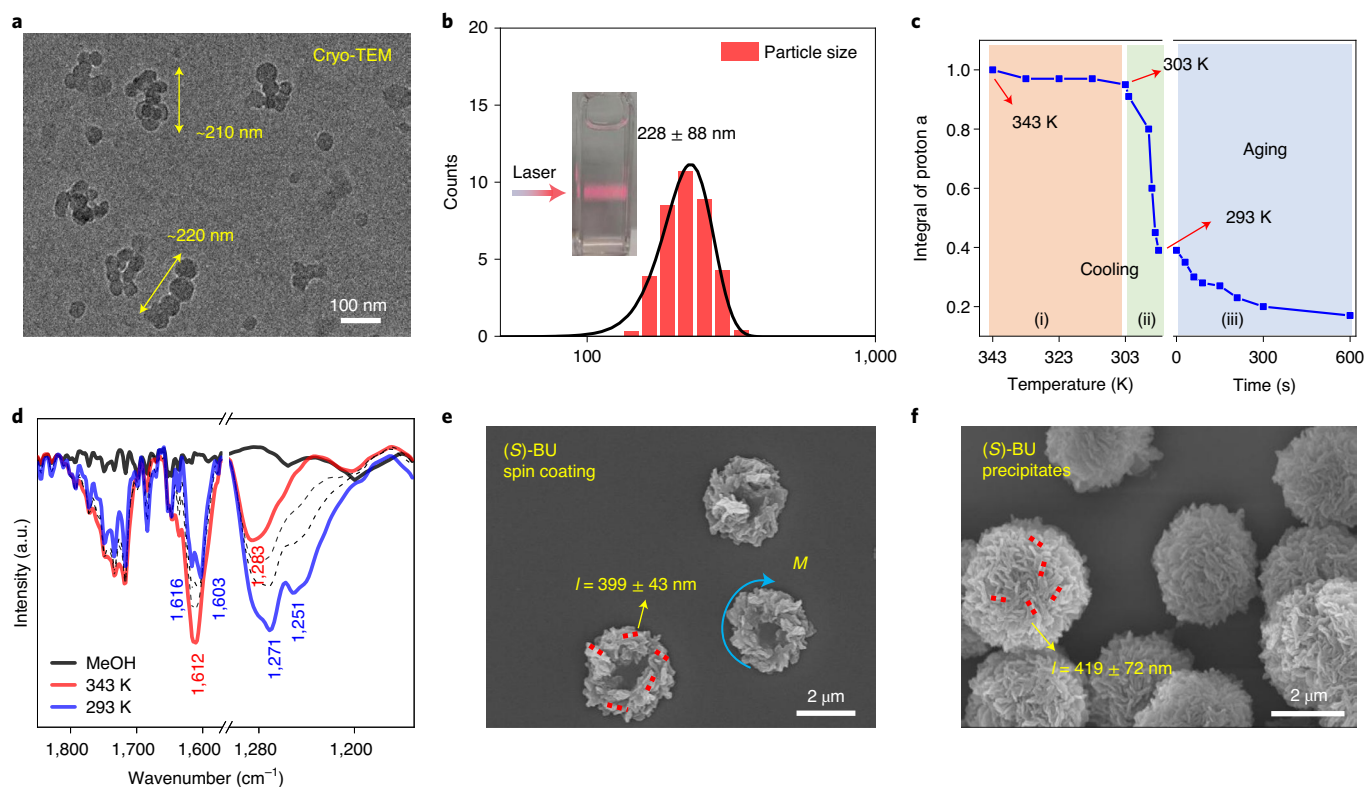 a
Cryo-TEM
~210 nm
~220 nm
100 nm
b
20
15
10
5
0
Counts
Particle size
228 ± 88 nm
Laser
100
1,000
c
1.0
0.8
0.6
0.4
0.2
Integral of proton a
303 K
343 K
Aging
293 K
Cooling
(i)
(ii)
(iii)
343
323
303
0
300
600
Temperature (K)
Time (s)
d
Intensity (a.u.)
1,616
1,603
1,612
1,283
1,271
1,251
MeOH
343 K
293 K
1,800
1,700
1,600
1,280
1,200
Wavenumber (cm⁻¹)
e
(S)-BU
spin coating
M
l = 399 ± 43 nm
2 μm
f
(S)-BU
precipitates
l = 419 ± 72 nm
2 μm